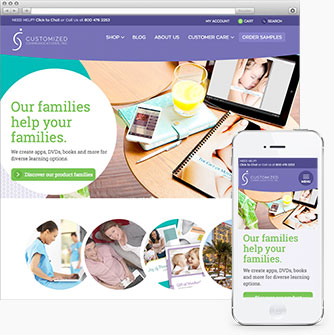 NEED HELP? Click to Chat or Call us at 800 476 2253
MY ACCOUNT CART SEARCH
CUSTOMIZED
COMMUNICATIONS, INC.
SHOP BLOG ABOUT US CUSTOMER CARE ORDER SAMPLES
Our families
help your
families.
We create apps, DVDs, books and more for
diverse learning options.
Discover our product families
NEED HELP?
Click to chat or call us at 800 476 2253
CUSTOMIZED
MENU
Our families
help your
families.
We create apps, DVDs,
books and more for diverse
learning options.